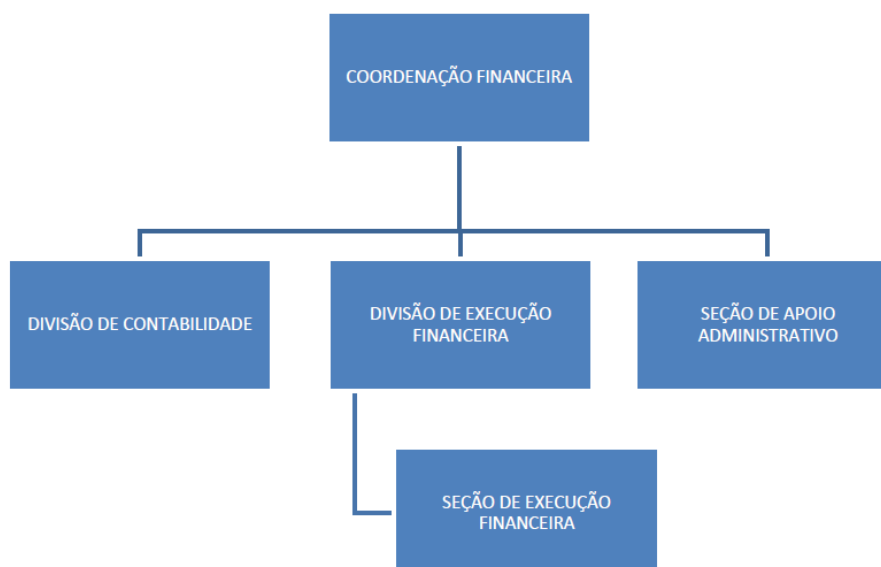 COORDENAÇÃO FINANCEIRA
DIVISÃO DE CONTABILIDADE
DIVISÃO DE EXECUÇÃO
FINANCEIRA
SEÇÃO DE APOIO
ADMINISTRATIVO
SEÇÃO DE EXECUÇÃO
FINANCEIRA